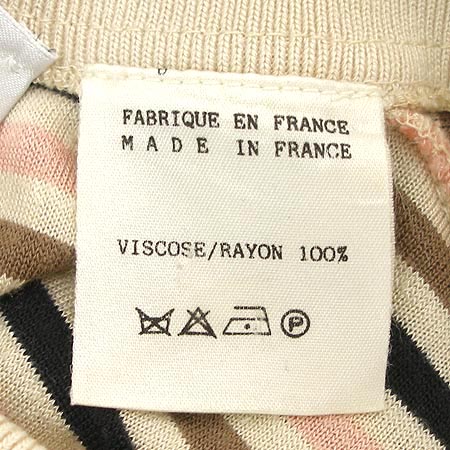 FABRIQUE EN FRANCE
MADE IN FRANCE
VISCOSE/RAYON 100%
P